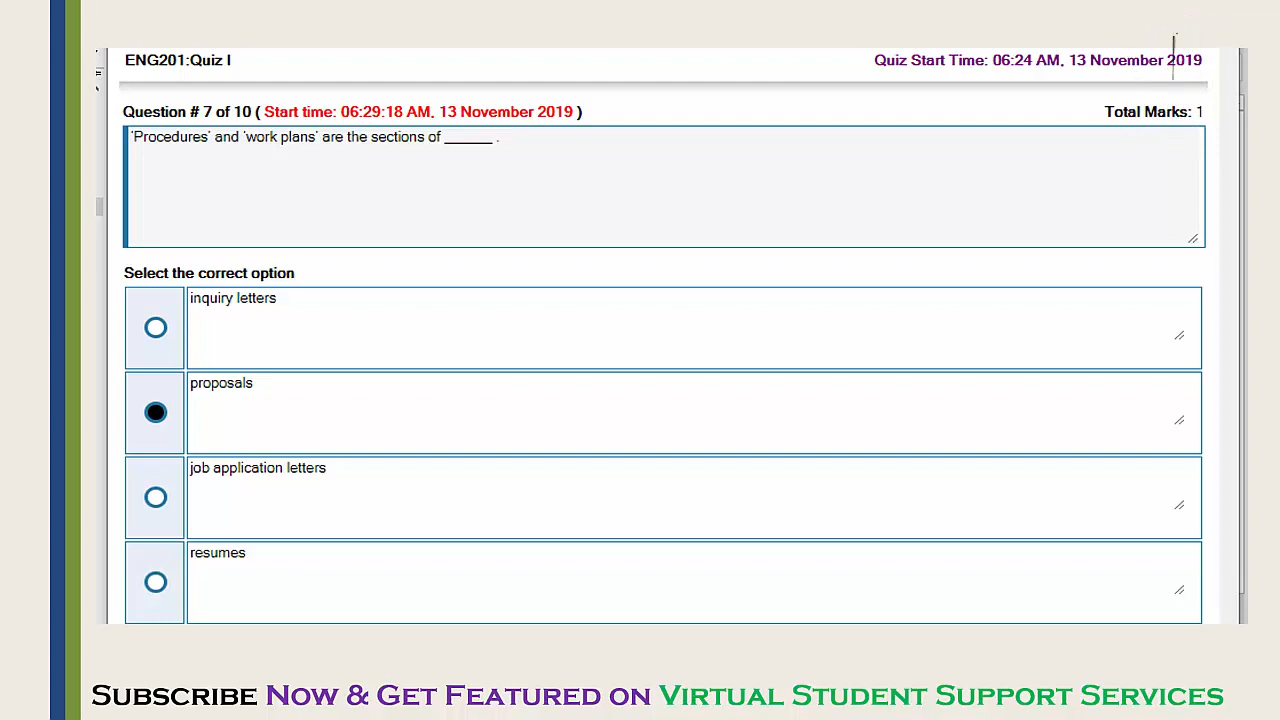 ENG201:Quiz I
Quiz Start Time: 06:24 AM, 13 November 2019
Question # 7 of 10 ( Start time: 06:29:18 AM, 13 November 2019 )
Total Marks: 1
'Procedures' and 'work plans' are the sections of ______ .
Select the correct option
inquiry letters
proposals
job application letters
resumes
Subscribe Now & Get Featured on Virtual Student Support Services